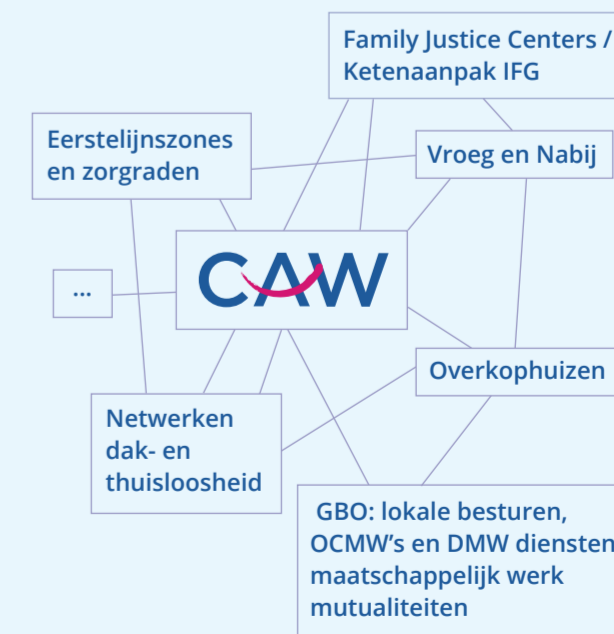 Family Justice Centers /
Ketenaanpak IFG
Eerstelijnszones
en zorgraden
Vroeg en Nabij
CAW
...
Overkophuizen
Netwerken
dak- en
thuisloosheid
GBO: lokale besturen,
OCMW's en DMW diensten
maatschappelijk werk
mutualiteiten